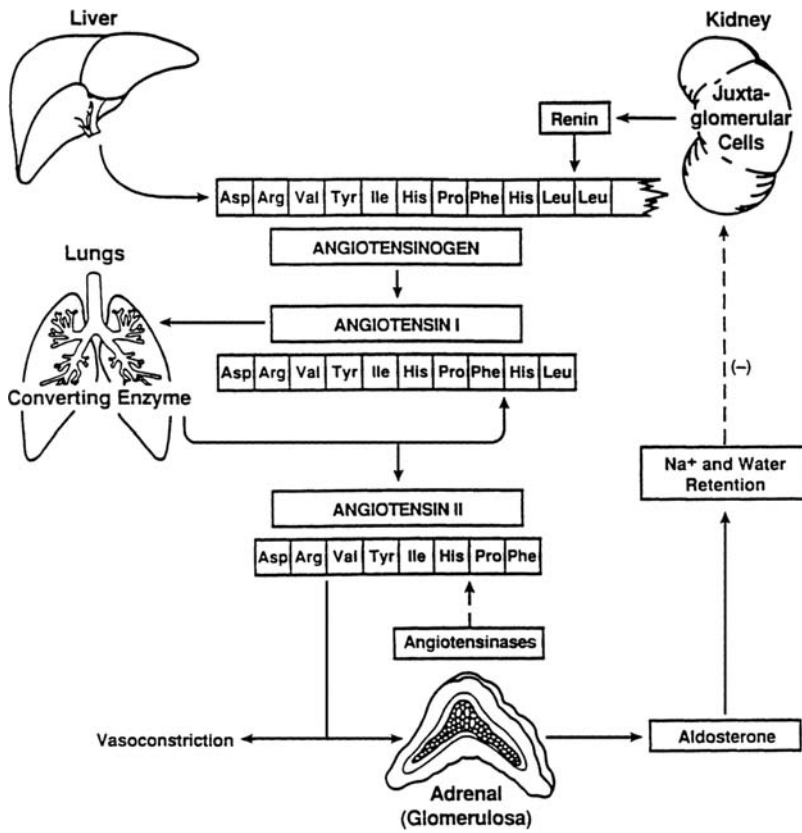 Liver
Kidney
Juxta-
glomerular
Cells
Renin
Asp Arg Val Tyr Ile His Pro Phe His Leu Leu
ANGIOTENSINOGEN
Lungs
ANGIOTENSIN I
Asp Arg Val Tyr Ile His Pro Phe His Leu
Converting Enzyme
(–)
Na+ and Water
Retention
ANGIOTENSIN II
Asp Arg Val Tyr Ile His Pro Phe
Angiotensinases
Vasoconstriction
Aldosterone
Adrenal
(Glomerulosa)